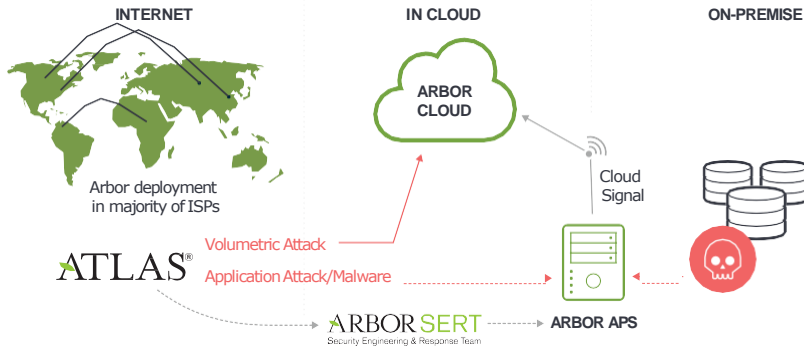 INTERNET
IN CLOUD
ON-PREMISE
ARBOR
CLOUD
Arbor deployment
in majority of ISPs
Cloud
Signal
ATLAS®
Volumetric Attack
Application Attack/Malware
ARBOR SERT
Security Engineering & Response Team
ARBOR APS